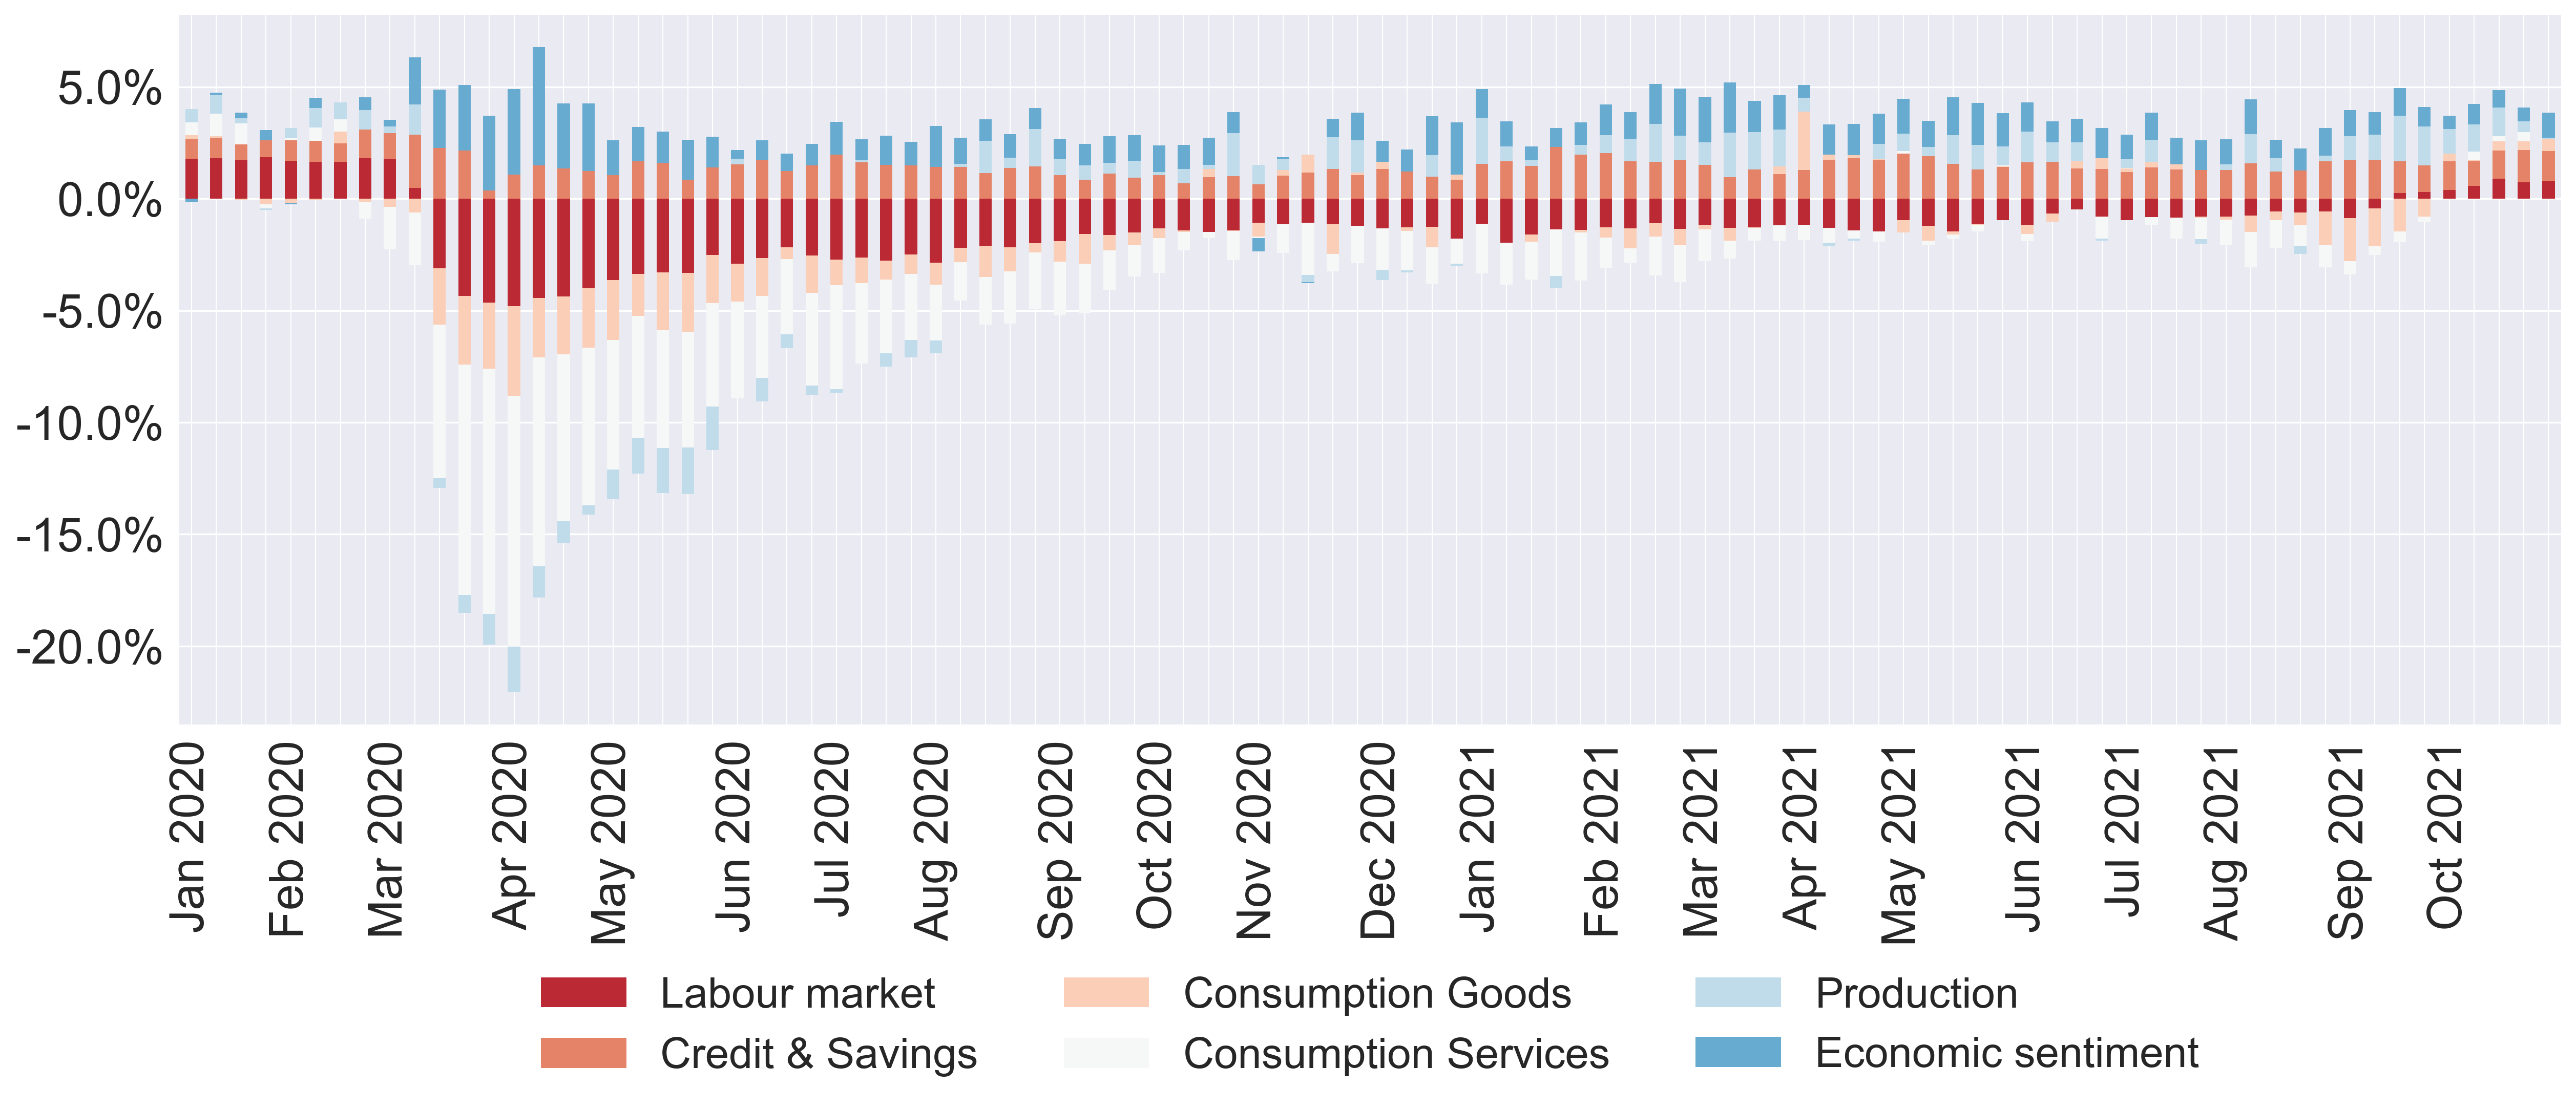 5.0%
0.0%
-5.0%
-10.0%
-15.0%
-20.0%
Jan 2020
Feb 2020
Mar 2020
Apr 2020
May 2020
Jun 2020
Jul 2020
Aug 2020
Sep 2020
Oct 2020
Nov 2020
Dec 2020
Jan 2021
Feb 2021
Mar 2021
Apr 2021
May 2021
Jun 2021
Jul 2021
Aug 2021
Sep 2021
Oct 2021
Labour market
Consumption Goods
Production
Credit & Savings
Consumption Services
Economic sentiment